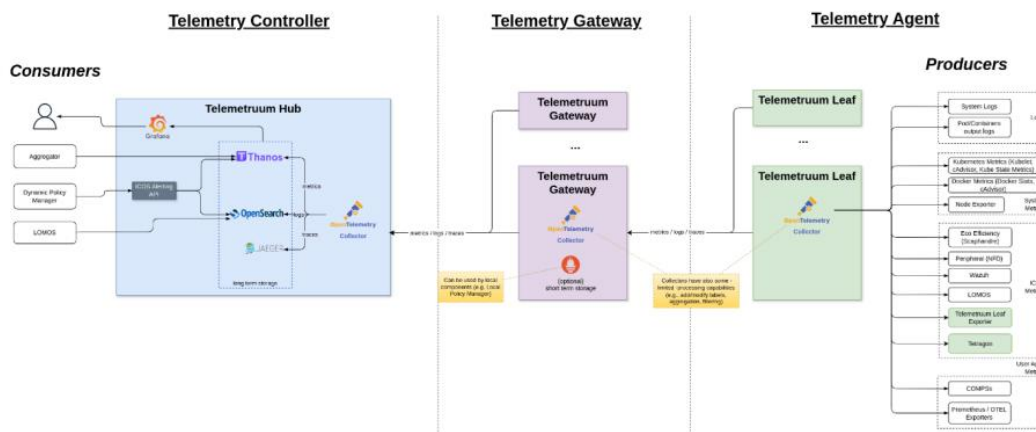 Telemetry Controller
Telemetry Gateway
Telemetry Agent
Consumers
Producers
Telemetruum Hub
Grafana
Aggregator
Dynamic Policy
Manager
LOMOS
ICOS Alerting
API
Thanos
OpenSearch
JAEGER
long term storage
metrics
logs
traces
OpenTelemetry
Collector
metrics / logs / traces
Telemetruum
Gateway
...
Telemetruum
Gateway
OpenTelemetry
Collector
(optional)
short term storage
Can be used by local
components (e.g. Local
Policy Manager)
metrics / logs / traces
Collectors have also some
limited processing capabilities
(e.g., add/modify labels,
aggregation, filtering)
Telemetruum Leaf
...
Telemetruum Leaf
OpenTelemetry
Collector
System Logs
Pod/Containers
output logs
Kubernetes Metrics (Kubelet,
cAdvisor, Kube State Metrics)
Docker Metrics (Docker Stats,
cAdvisor)
Node Exporter
Eco Efficiency
(Scaphandre)
Peripheral (NFD)
Wazuh
LOMOS
Telemetruum Leaf
Exporter
Tetragon
User A
COMPSs
Prometheus / OTEL
Exporters